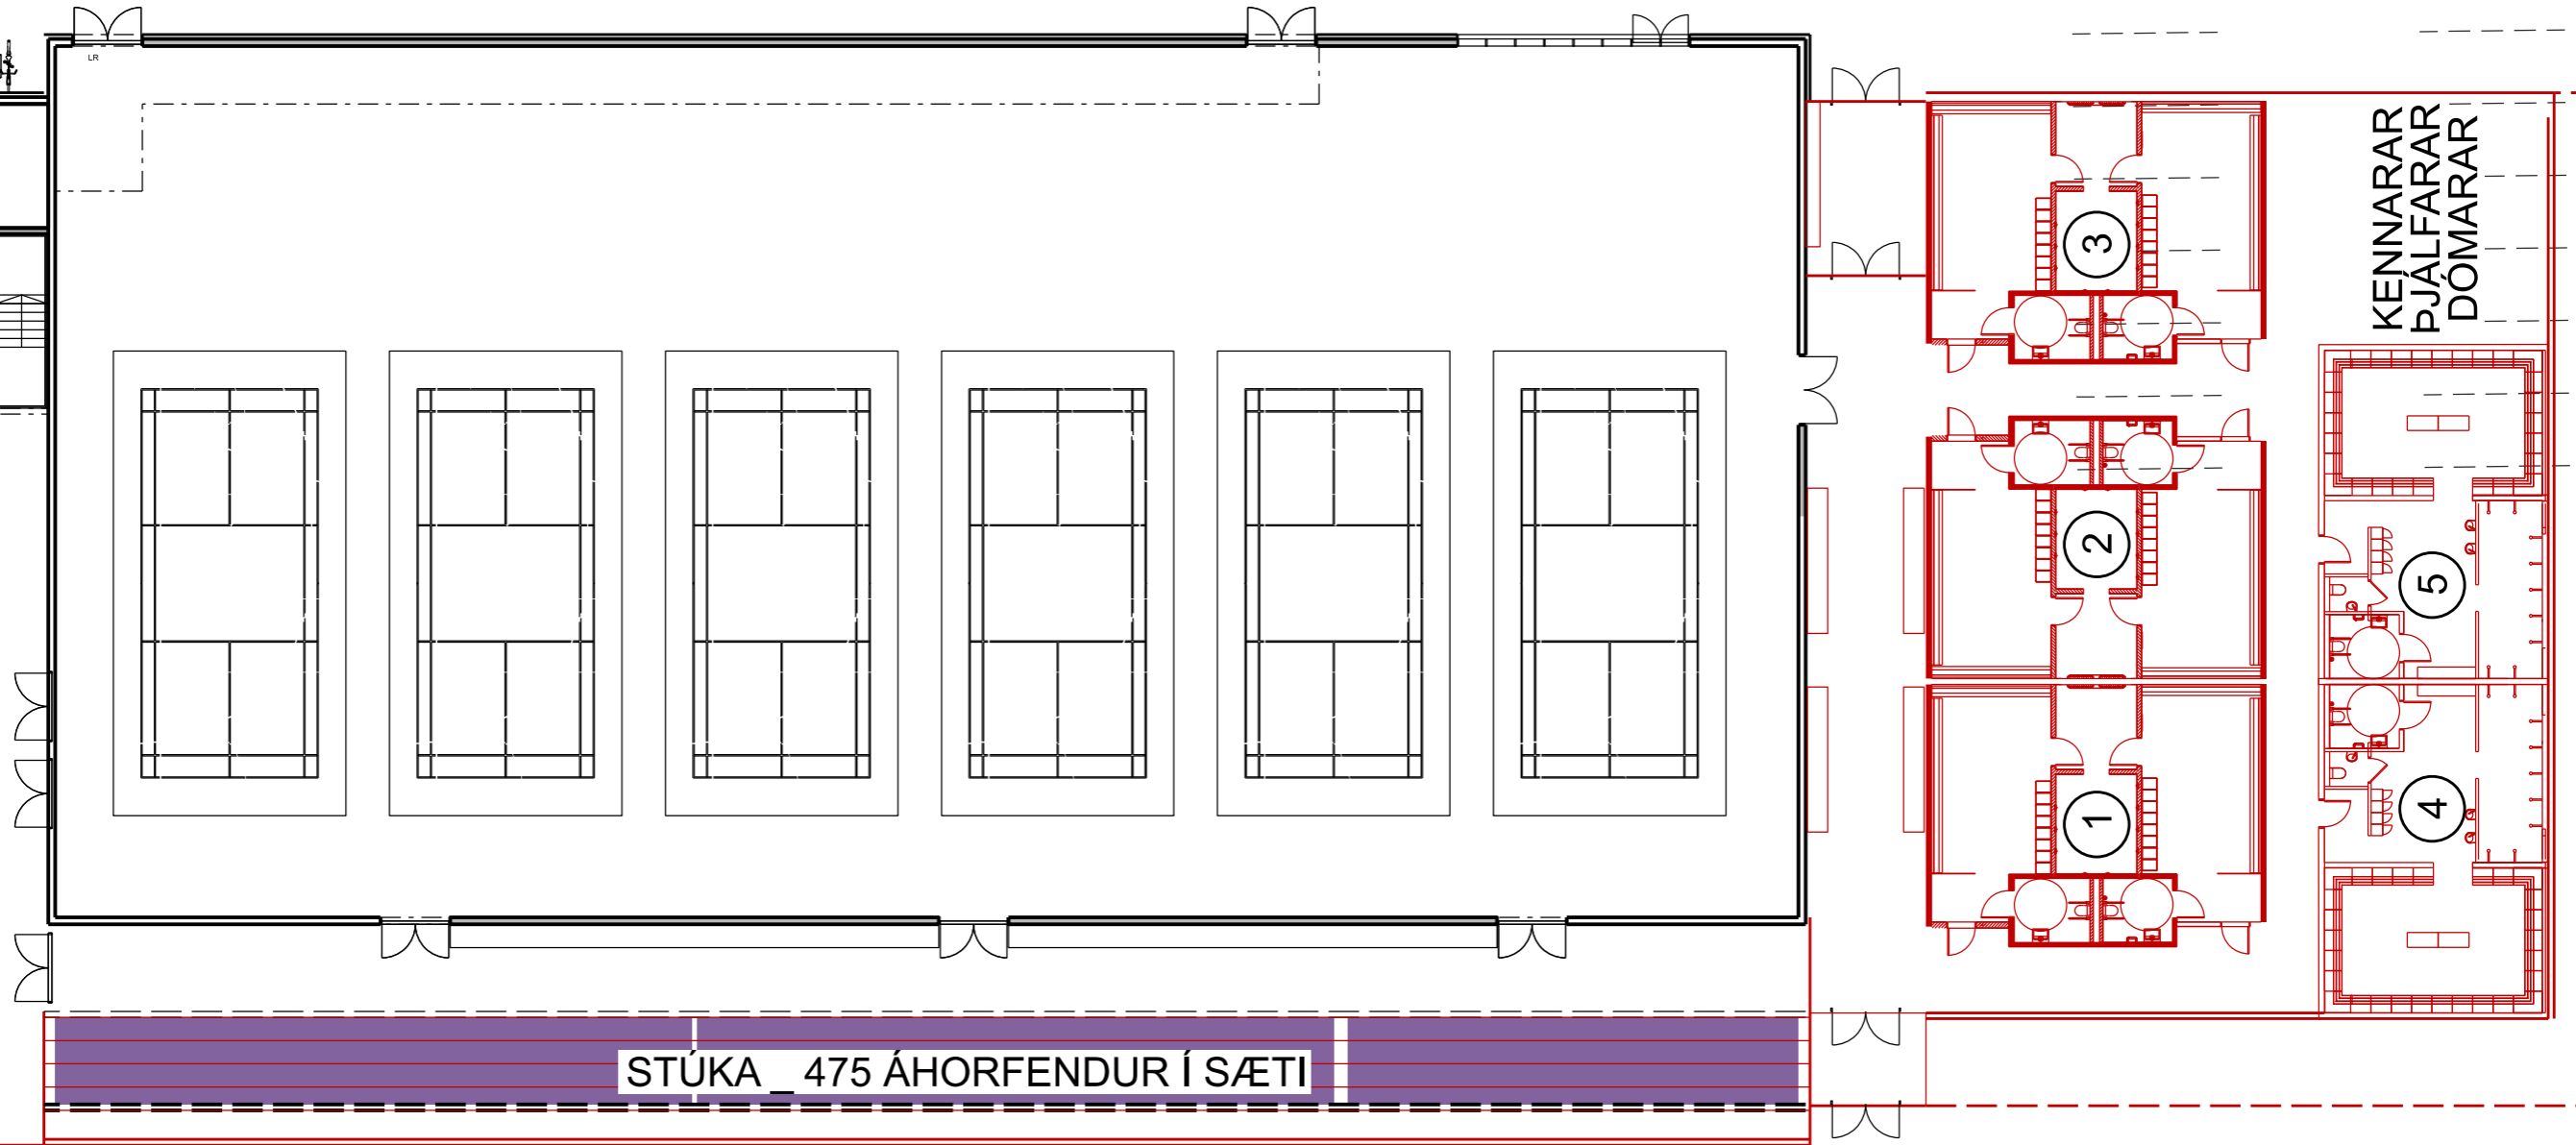 LR
KENNARAR
ÞJÁLFARAR
DÓMARAR
3
2
5
1
4
STÚKA _ 475 ÁHORFENDUR Í SÆTI